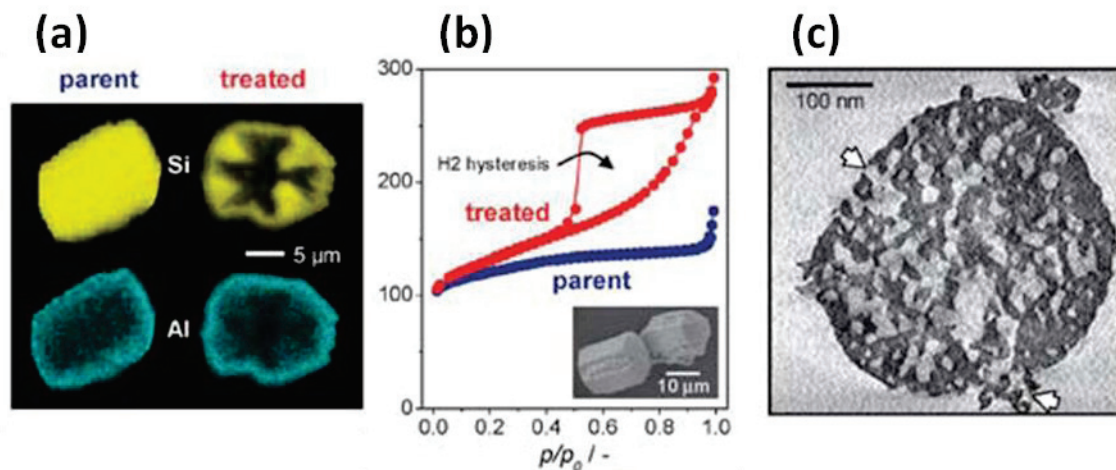 (a)
parent treated
Si
5 µm
Al
(b)
300
200
100
0
H2 hysteresis
treated
parent
10 µm
0.0 0.2 0.4 0.6 0.8 1.0
p/pₒ / -
(c)
100 nm